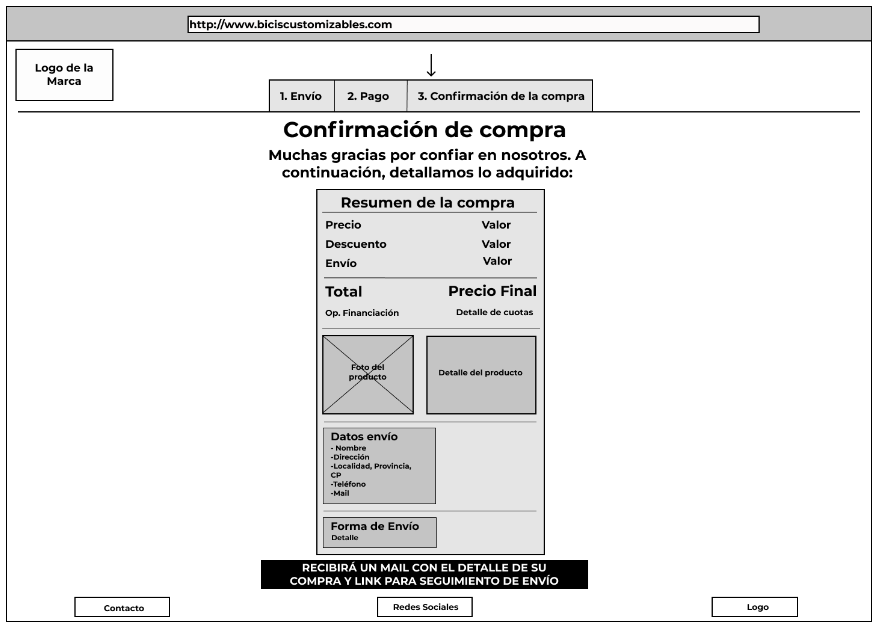 http://www.biciscustomizables.com
Logo de la
Marca
1. Envío
2. Pago
3. Confirmación de la compra
Confirmación de compra
Muchas gracias por confiar en nosotros. A
continuación, detallamos lo adquirido:
Resumen de la compra
Precio Valor
Descuento Valor
Envío Valor
Total Precio Final
Op. Financiación Detalle de cuotas
Foto del
producto
Detalle del producto
Datos envío
- Nombre
-Dirección
-Localidad, Provincia,
CP
-Teléfono
-Mail
Forma de Envío
Detalle
RECIBIRÁ UN MAIL CON EL DETALLE DE SU
COMPRA Y LINK PARA SEGUIMIENTO DE ENVÍO
Contacto
Redes Sociales
Logo